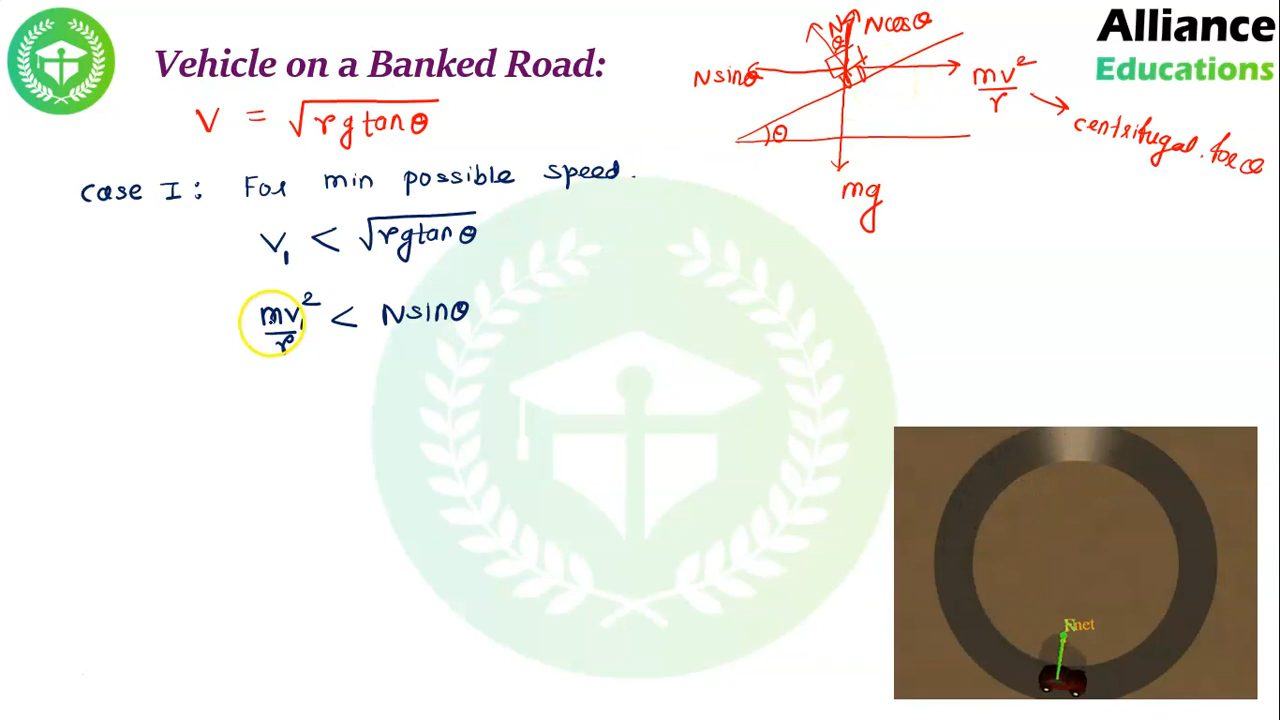 Vehicle on a Banked Road:
V = √rg tanθ
Case I: For min possible speed.
V₁ < √rg tanθ
mv₁²/r < N sinθ
N
θ
N cosθ
N sinθ
mv²/r → centrifugal force
θ
mg
Alliance
Educations
Fnet